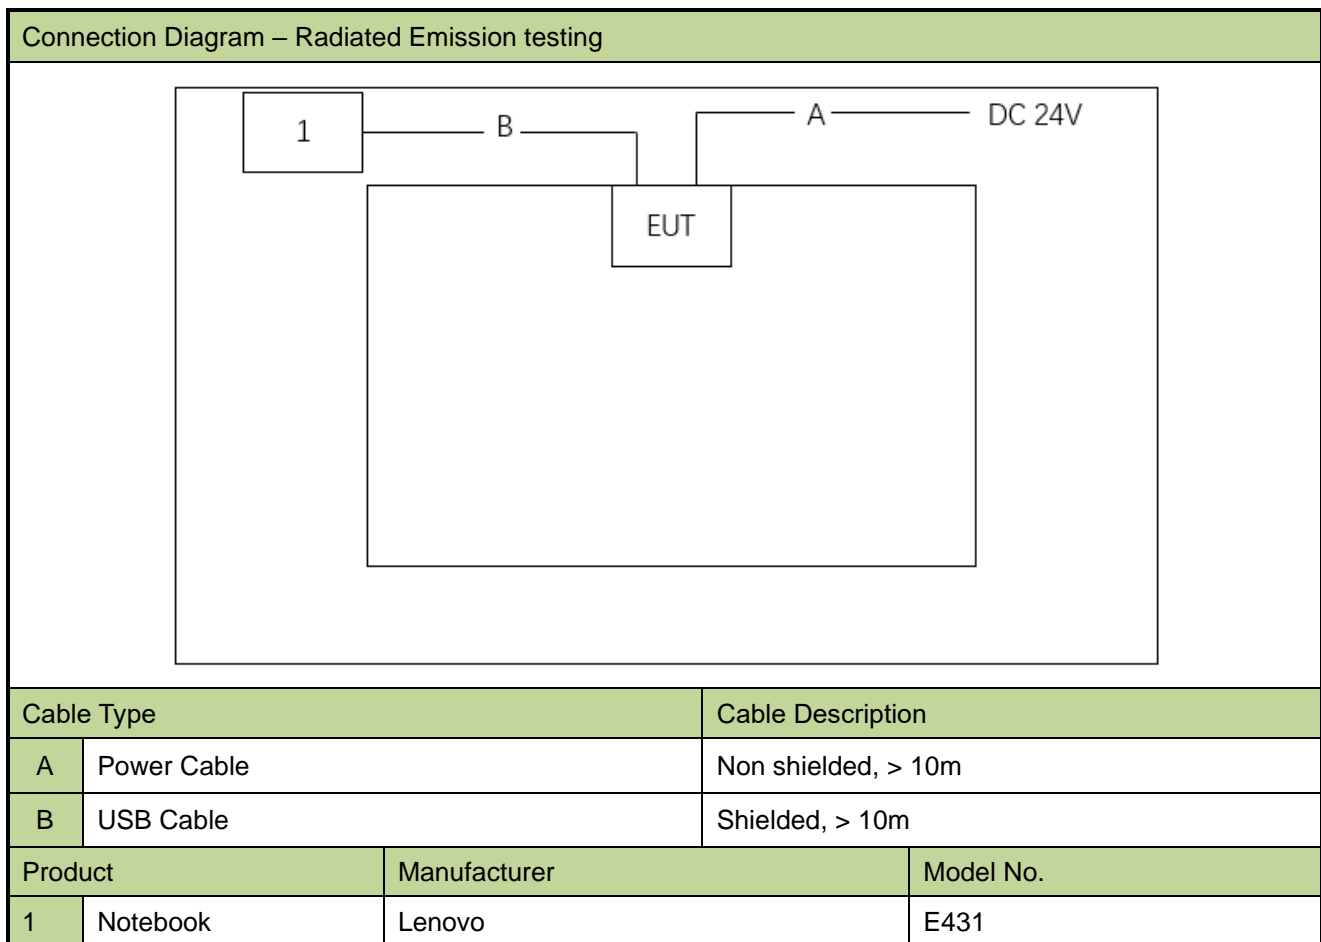 Connection Diagram – Radiated Emission testing
1 B A DC 24V
EUT
Cable Type Cable Description
A Power Cable Non shielded, > 10m
B USB Cable Shielded, > 10m
Product Manufacturer Model No.
1 Notebook Lenovo E431